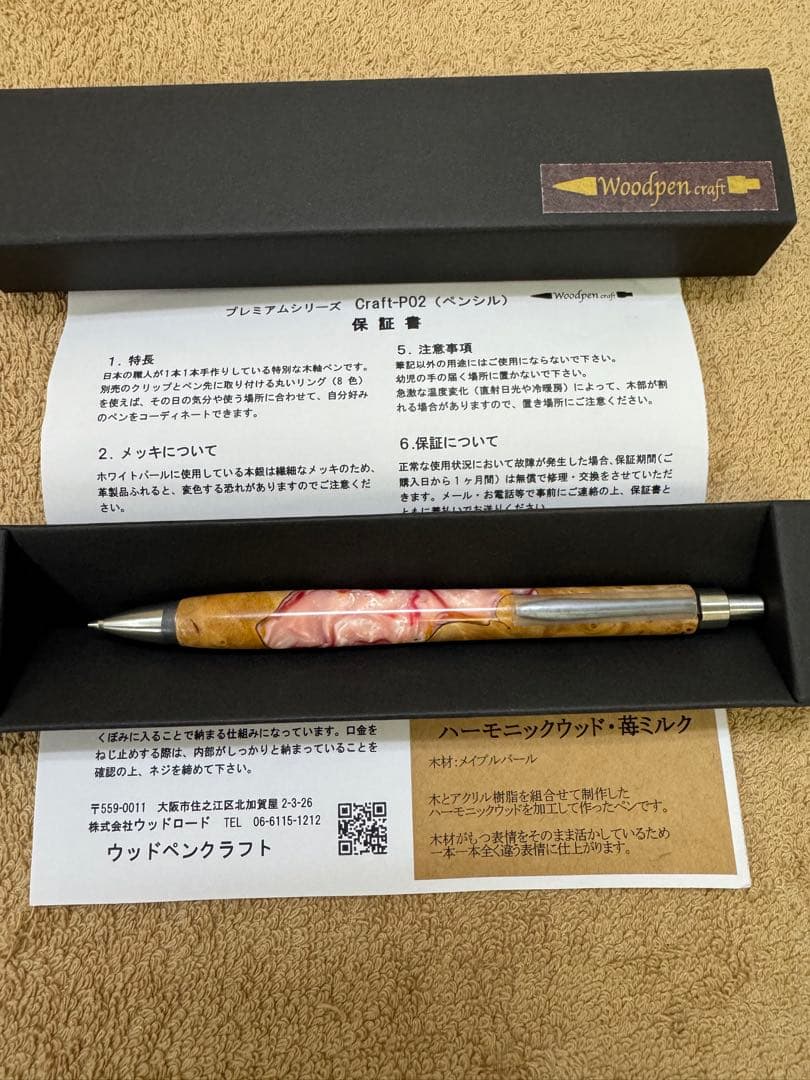 Woodpen craft
プレミアムシリーズ Craft-P02（ペンシル）
Woodpen craft
保 証 書
1. 特長
日本の職人が1本1本手作りしている特別な木軸ペンです。
別売のクリップとペン先に取り付ける丸いリング（8 色）
を使えば、その日の気分や使う場所に合わせて、自分好み
のペンをコーディネートできます。
2. メッキについて
ホワイトパールに使用している本銀は繊細なメッキのため、
革製品ふれると、変色する恐れがありますのでご注意くだ
さい。
5. 注意事項
筆記以外の用途にはご使用にならないで下さい。
幼児の手の届く場所に置かないで下さい。
急激な温度変化（直射日光や冷暖房）によって、木部が割
れる場合がありますので、置き場所にご注意ください。
6.保証について
正常な使用状況において故障が発生した場合、保証期間（ご
購入日から1ヶ月間）は無償で修理・交換をさせていただ
きます。メール・お電話等で事前にご連絡の上、保証書と
ともに着払いでお送りください。
くぼみに入ることで納まる仕組みになっています。口金を
ねじ止めする際は、内部がしっかりと納まっていることを
確認の上、ネジを締めて下さい。
〒559-0011 大阪市住之江区北加賀屋 2-3-26
株式会社ウッドロード TEL 06-6115-1212
ウッドペンクラフト
ハーモニックウッド・苺ミルク
木材:メイプルバール
木とアクリル樹脂を組合せて制作した
ハーモニックウッドを加工して作ったペンです。
木材がもつ表情をそのまま活かしているため
一本一本全く違う表情に仕上がります。